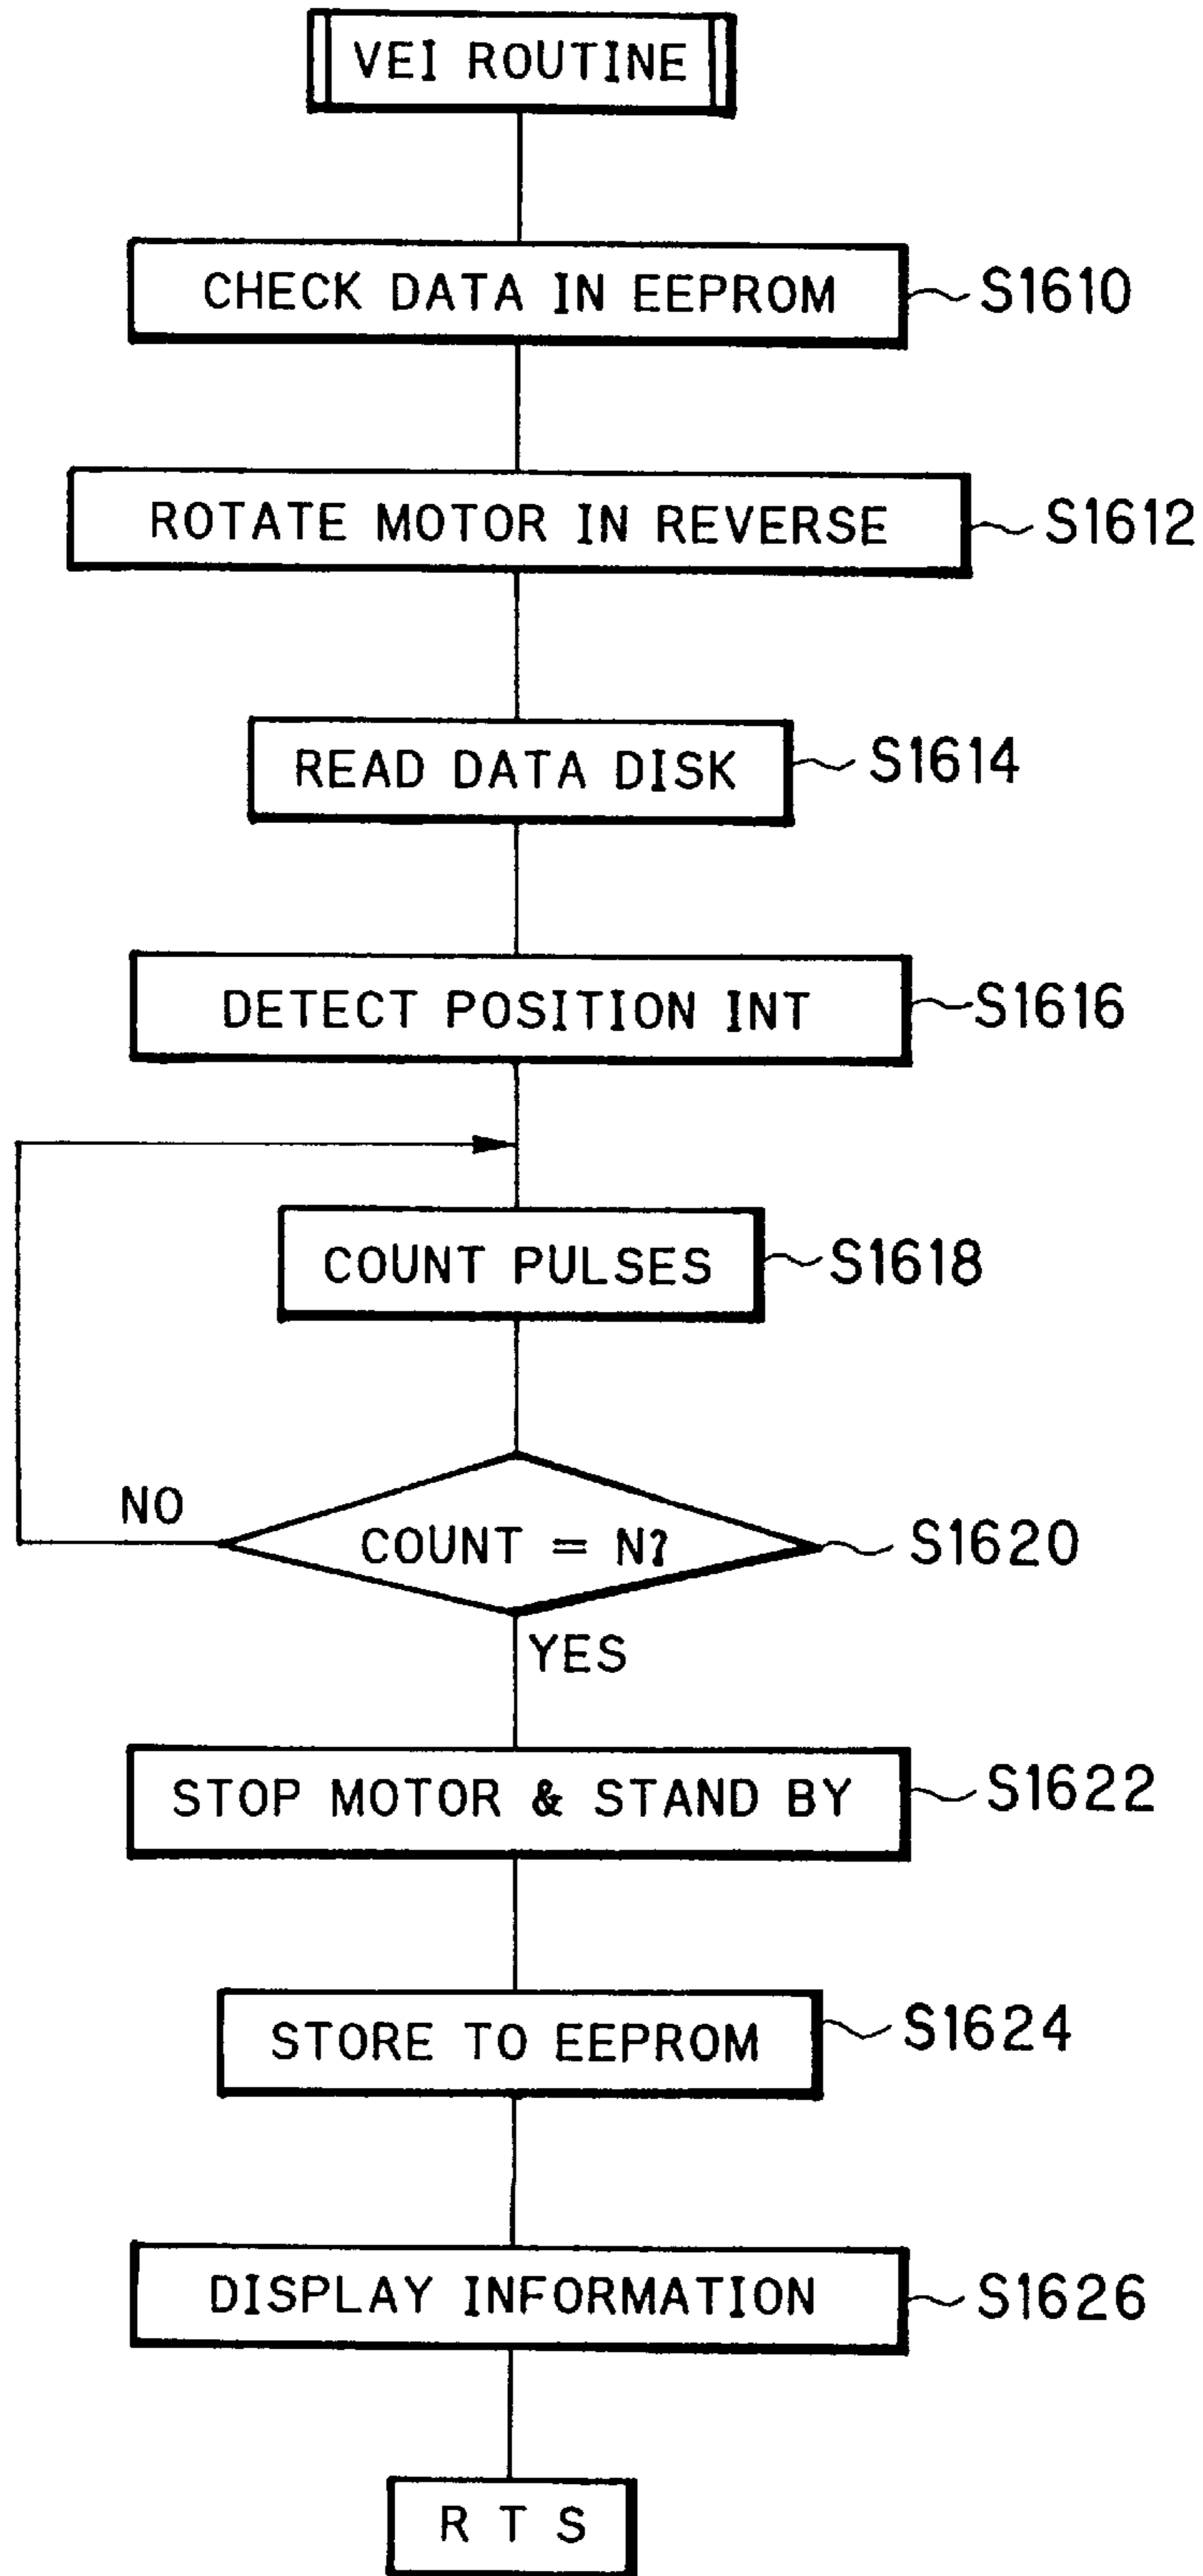 VEI ROUTINE
CHECK DATA IN EEPROM
S1610
ROTATE MOTOR IN REVERSE
S1612
READ DATA DISK
S1614
DETECT POSITION INT
S1616
COUNT PULSES
S1618
NO
COUNT = N?
S1620
YES
STOP MOTOR & STAND BY
S1622
STORE TO EEPROM
S1624
DISPLAY INFORMATION
S1626
R T S